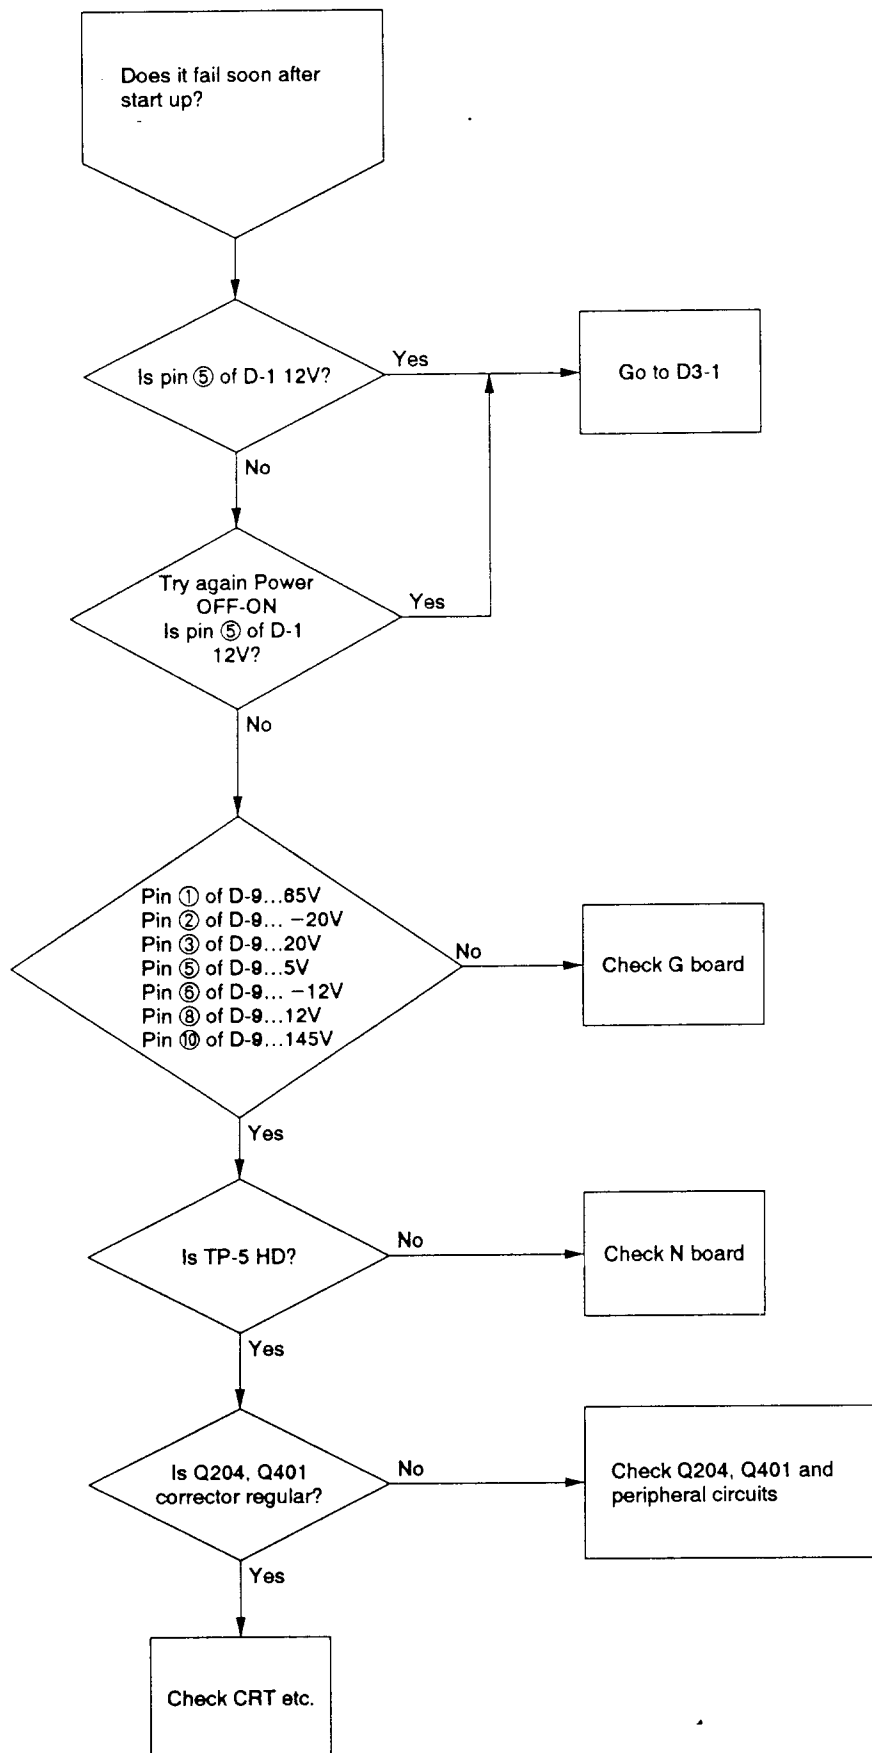 Does it fail soon after
start up?
Is pin ⑤ of D-1 12V?
Yes
Go to D3-1
No
Try again Power
OFF-ON
Is pin ⑤ of D-1
12V?
Yes
No
Pin ① of D-9...65V
Pin ② of D-9... −20V
Pin ③ of D-9...20V
Pin ⑤ of D-9...5V
Pin ⑥ of D-9... −12V
Pin ⑧ of D-9...12V
Pin ⑩ of D-9...145V
No
Check G board
Yes
Is TP-5 HD?
No
Check N board
Yes
Is Q204, Q401
corrector regular?
No
Check Q204, Q401 and
peripheral circuits
Yes
Check CRT etc.